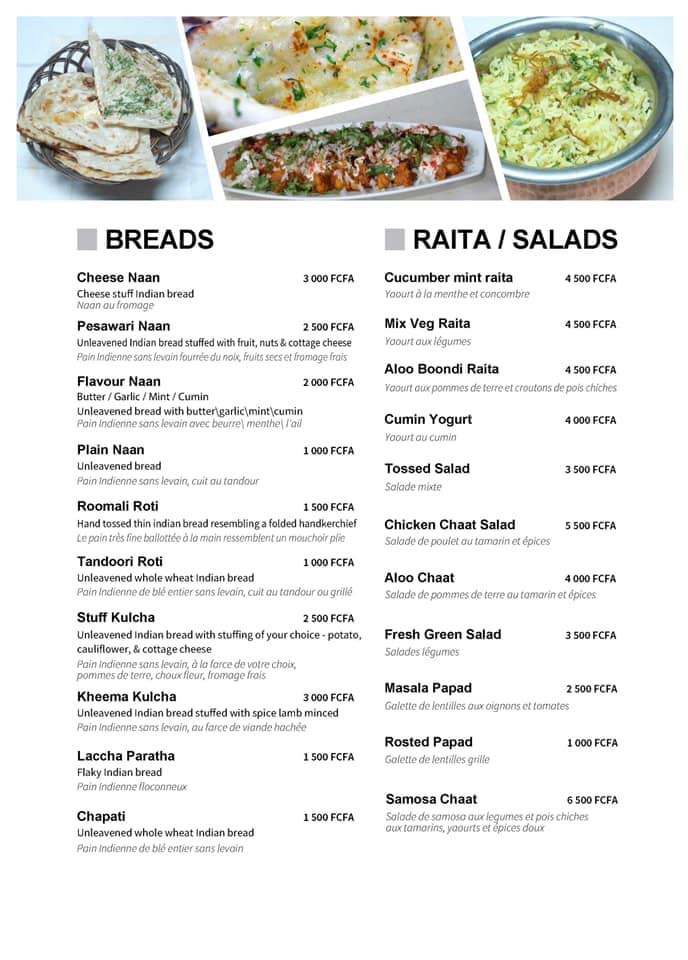 BREADS
Cheese Naan 3 000 FCFA
Cheese stuff Indian bread
Naan au fromage
Pesawari Naan 2 500 FCFA
Unleavened Indian bread stuffed with fruit, nuts & cottage cheese
Pain Indienne sans levain fourrée du noix, fruits secs et fromage frais
Flavour Naan 2 000 FCFA
Butter / Garlic / Mint / Cumin
Unleavened bread with butter\garlic\mint\cumin
Pain Indienne sans levain avec beurre\ menthe\ l'ail
Plain Naan 1 000 FCFA
Unleavened bread
Pain Indienne sans levain, cuit au tandour
Roomali Roti 1 500 FCFA
Hand tossed thin indian bread resembling a folded handkerchief
Le pain très fine ballottée à la main ressemblent un mouchoir plie
Tandoori Roti 1 000 FCFA
Unleavened whole wheat Indian bread
Pain Indienne de blé entier sans levain, cuit au tandour ou grillé
Stuff Kulcha 2 500 FCFA
Unleavened Indian bread with stuffing of your choice - potato,
cauliflower, & cottage cheese
Pain Indienne sans levain, à la farce de votre choix,
pommes de terre, choux fleur, fromage frais
Kheema Kulcha 3 000 FCFA
Unleavened Indian bread stuffed with spice lamb minced
Pain Indienne sans levain, au farce de viande hachée
Laccha Paratha 1 500 FCFA
Flaky Indian bread
Pain Indienne floconneux
Chapati 1 500 FCFA
Unleavened whole wheat Indian bread
Pain Indienne de blé entier sans levain
RAITA / SALADS
Cucumber mint raita 4 500 FCFA
Yaourt à la menthe et concombre
Mix Veg Raita 4 500 FCFA
Yaourt aux légumes
Aloo Boondi Raita 4 500 FCFA
Yaourt aux pommes de terre et croutons de pois chiches
Cumin Yogurt 4 000 FCFA
Yaourt au cumin
Tossed Salad 3 500 FCFA
Salade mixte
Chicken Chaat Salad 5 500 FCFA
Salade de poulet au tamarin et épices
Aloo Chaat 4 000 FCFA
Salade de pommes de terre au tamarin et épices
Fresh Green Salad 3 500 FCFA
Salades légumes
Masala Papad 2 500 FCFA
Galette de lentilles aux oignons et tomates
Rosted Papad 1 000 FCFA
Galette de lentilles grille
Samosa Chaat 6 500 FCFA
Salade de samosa aux legumes et pois chiches
aux tamarins, yaourts et épices doux